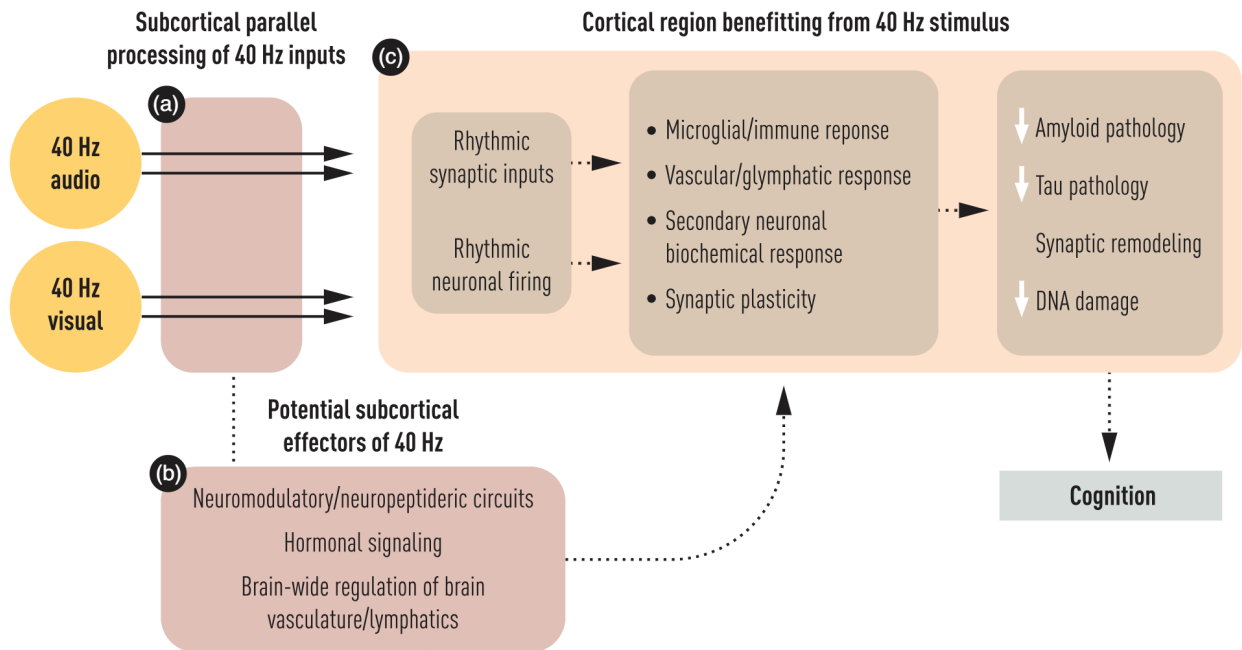 Subcortical parallel
processing of 40 Hz inputs
Cortical region benefitting from 40 Hz stimulus
(a)
(c)
40 Hz
audio
40 Hz
visual
Rhythmic
synaptic inputs
Rhythmic
neuronal firing
• Microglial/immune reponse
• Vascular/glymphatic response
• Secondary neuronal
biochemical response
• Synaptic plasticity
Amyloid pathology
Tau pathology
Synaptic remodeling
DNA damage
Potential subcortical
effectors of 40 Hz
(b)
Neuromodulatory/neuropeptideric circuits
Hormonal signaling
Brain-wide regulation of brain
vasculature/lymphatics
Cognition